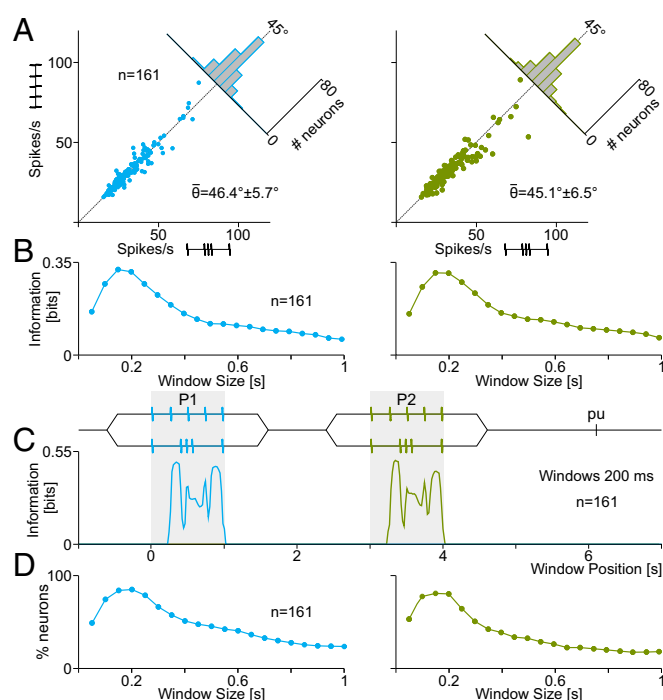 A
100
50
Spikes/s
n=161
45°
80
0
# neurons
θ̅=46.4°±5.7°
50
100
Spikes/s
45°
80
0
# neurons
θ̅=45.1°±6.5°
50
100
Spikes/s
B
0.35
0
Information
[bits]
n=161
0.2
0.6
1
Window Size [s]
0.2
0.6
1
Window Size [s]
P1
P2
pu
C
0.55
0
Information
[bits]
Windows 200 ms
n=161
0
2
4
6
Window Position [s]
D
100
0
% neurons
n=161
0.2
0.6
1
Window Size [s]
0.2
0.6
1
Window Size [s]